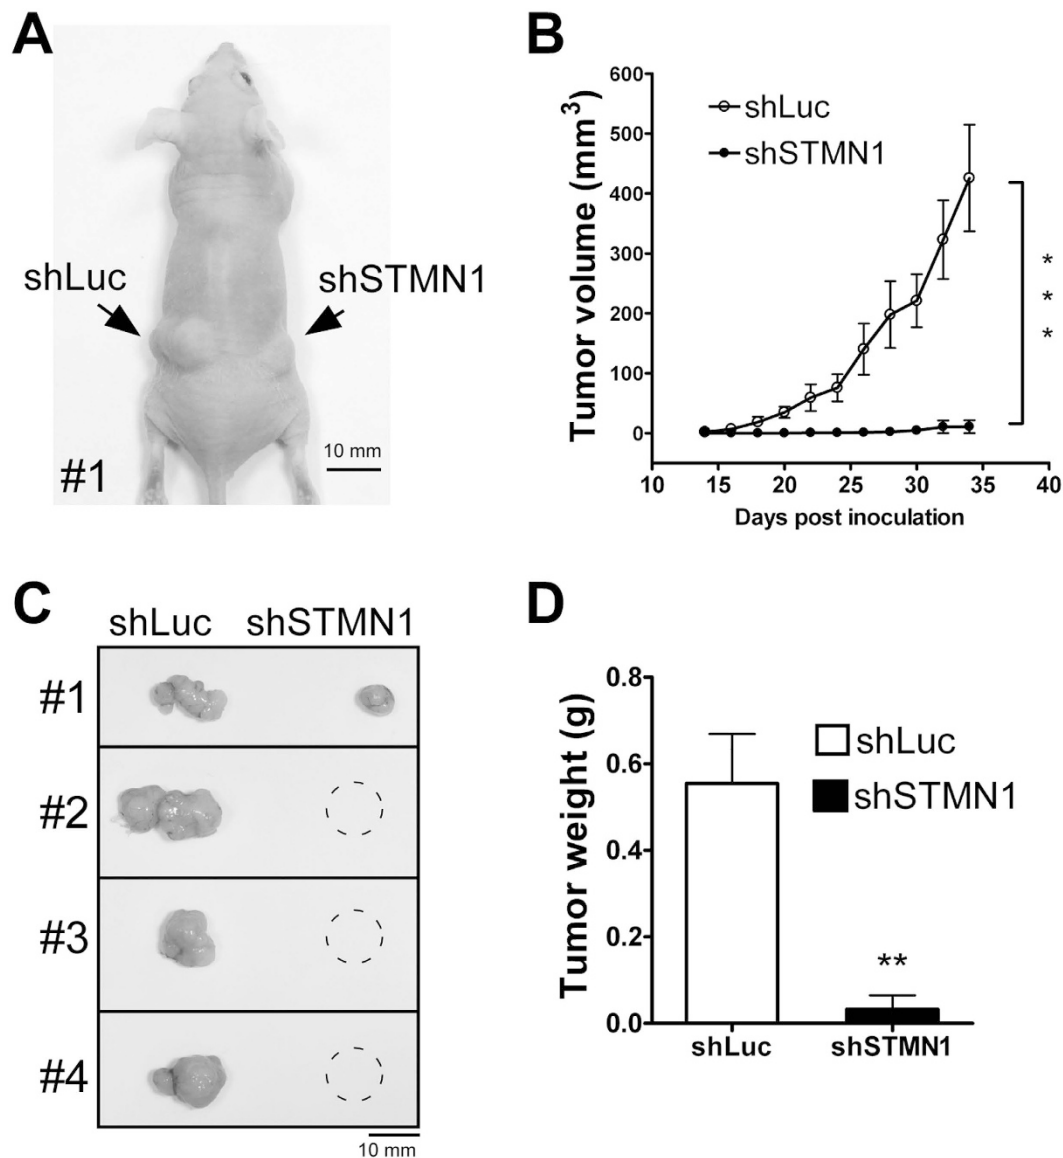 A
shLuc
shSTMN1
10 mm
#1
B
Tumor volume (mm³)
600
500
400
300
200
100
0
shLuc
shSTMN1
*
*
*
10 15 20 25 30 35 40
Days post inoculation
C
shLuc shSTMN1
#1
#2
#3
#4
10 mm
D
Tumor weight (g)
0.8
0.6
0.4
0.2
0.0
shLuc
shSTMN1
**
shLuc shSTMN1